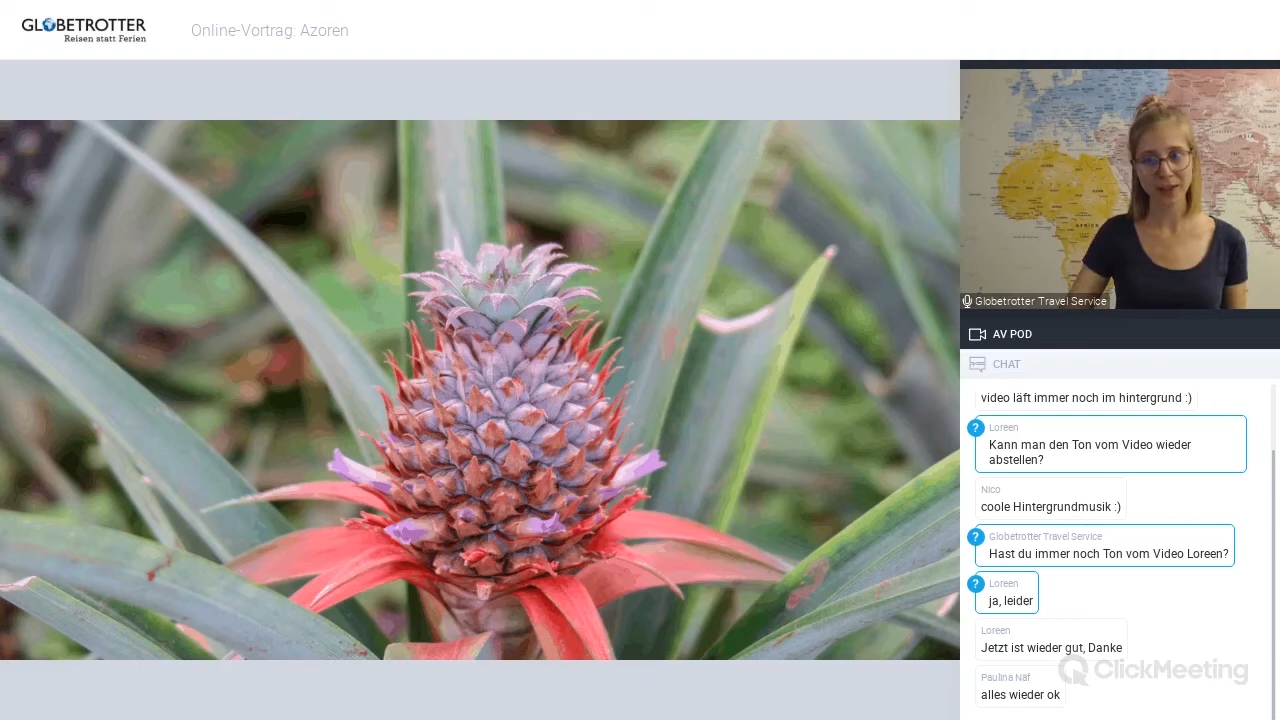 GLOBETROTTER
Reisen statt Ferien
Online-Vortrag: Azoren
AFRICA
Globetrotter Travel Service
AV POD
CHAT
video läft immer noch im hintergrund :)
?
Loreen
Kann man den Ton vom Video wieder
abstellen?
Nico
coole Hintergrundmusik :)
?
Globetrotter Travel Service
Hast du immer noch Ton vom Video Loreen?
?
Loreen
ja, leider
Loreen
Jetzt ist wieder gut, Danke
Paulina Näf
alles wieder ok
ClickMeeting